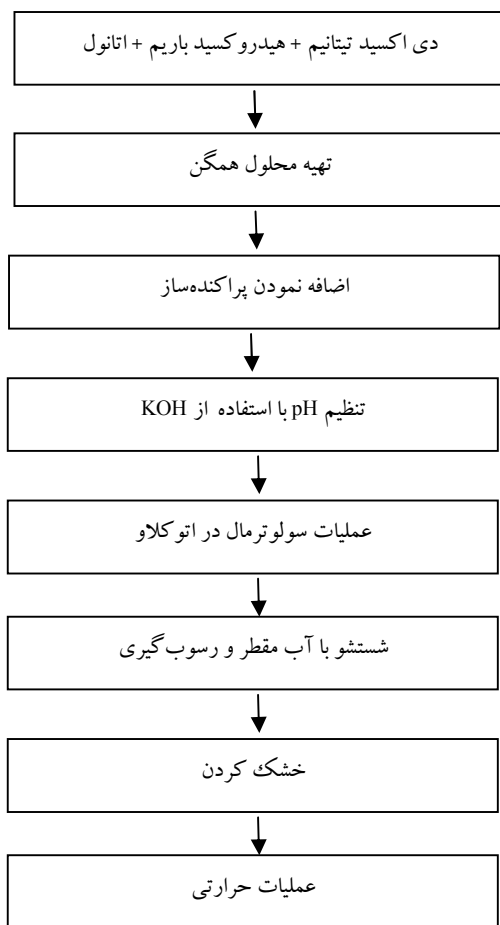 دی اکسید تیتانیم + هیدروکسید باریم + اتانول
تهیه محلول همگن
اضافه نمودن پراکنده‌ساز
تنظیم pH با استفاده از KOH
عملیات سولوترمال در اتوکلاو
شستشو با آب مقطر و رسوب‌گیری
خشک کردن
عملیات حرارتی